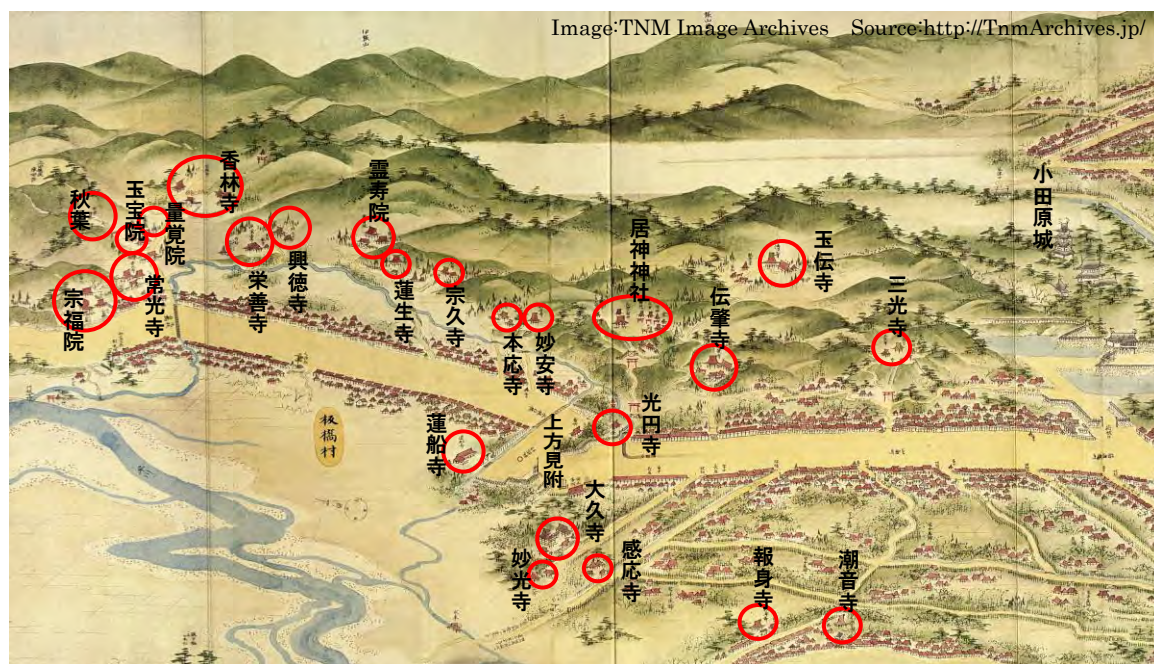 Image:TNM Image Archives Source:http://TnmArchives.jp/
小田原城
香林寺
霊寿院
玉宝院
秋葉
量覚院
居神神社
玉伝寺
興徳寺
栄善寺
常光寺
宗福院
蓮生寺
宗久寺
伝肇寺
三光寺
本応寺
妙安寺
光円寺
板橋村
蓮船寺
上方見附
大久寺
感応寺
妙光寺
報身寺
潮音寺